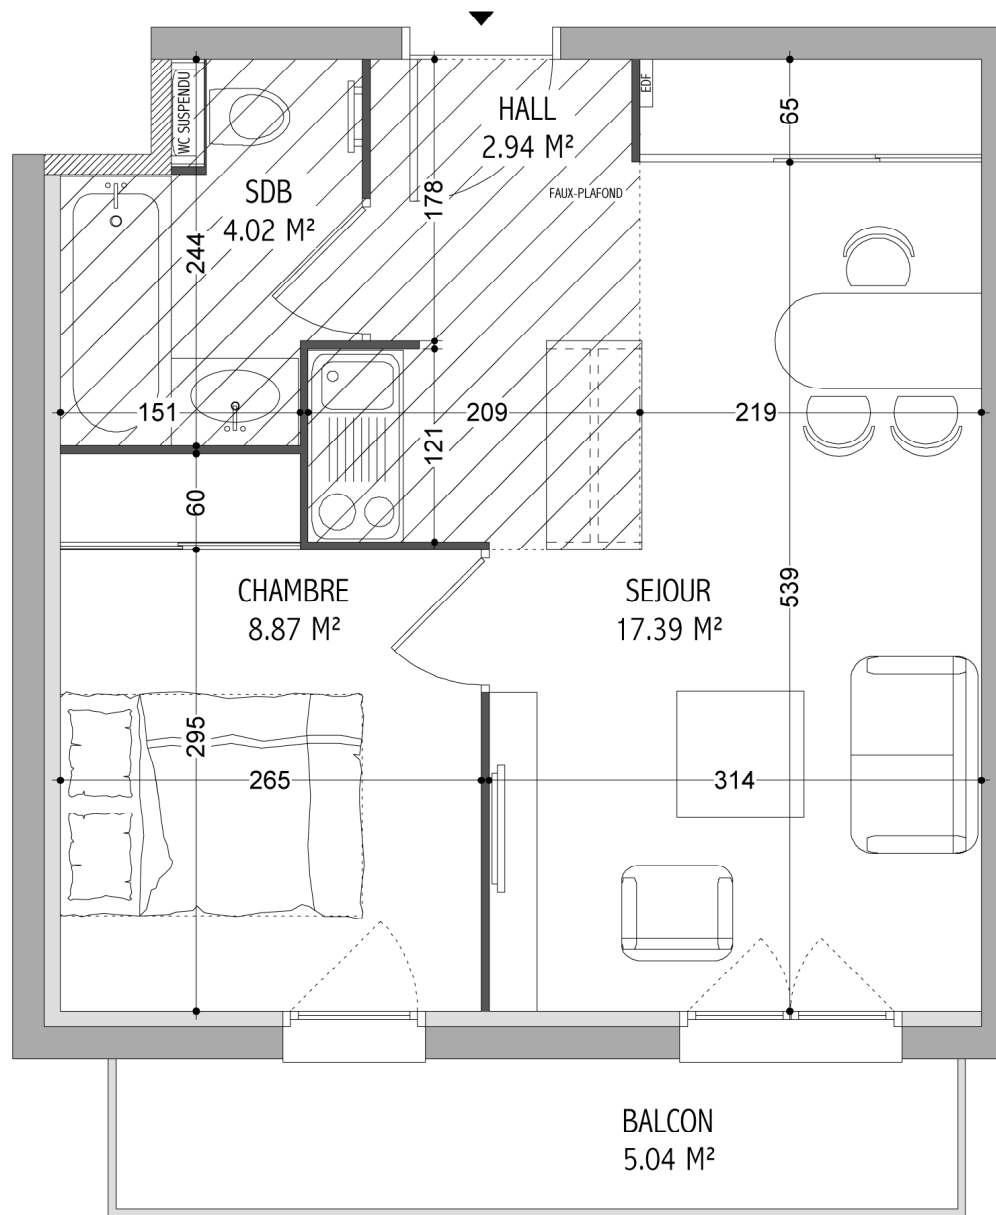 WC SUSPENDU
EDF
HALL
2.94 M²
65
SDB
4.02 M²
178
FAUX-PLAFOND
244
151
209
219
121
60
CHAMBRE
8.87 M²
SEJOUR
17.39 M²
539
295
265
314
BALCON
5.04 M²